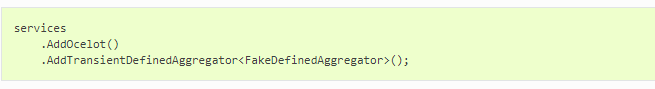 services
    .AddOcelot()
    .AddTransientDefinedAggregator<FakeDefinedAggregator>();